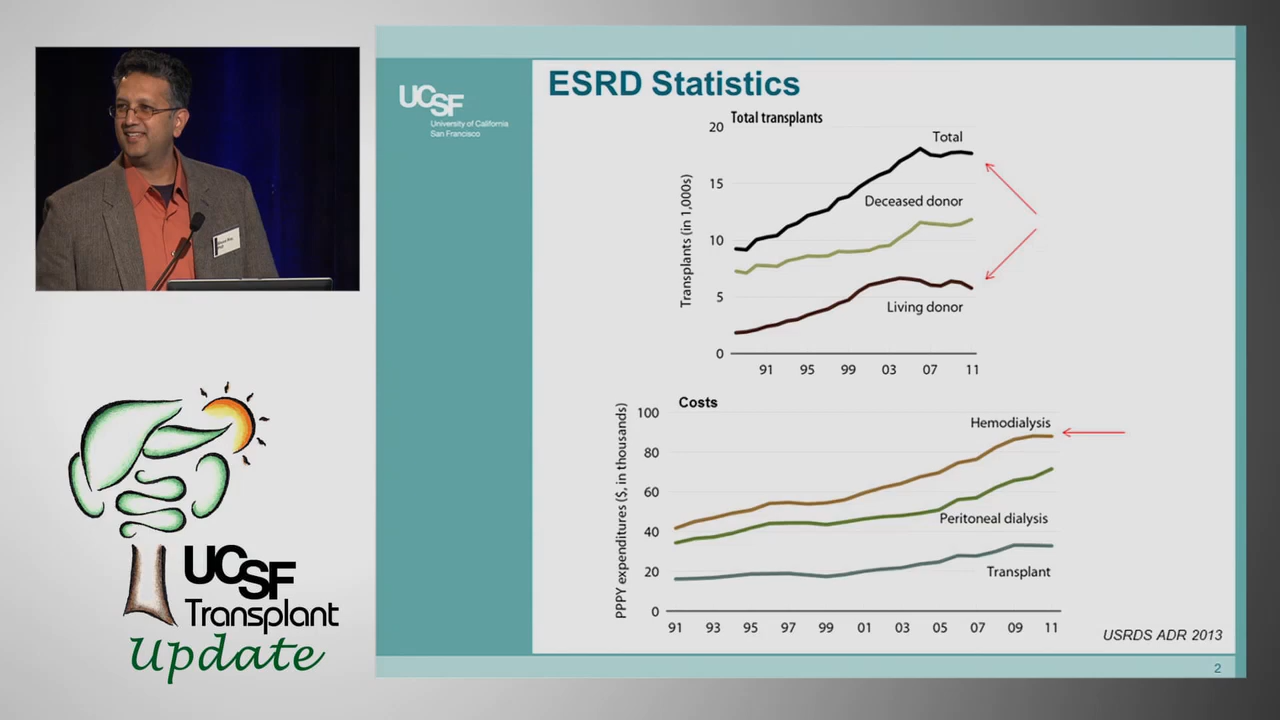 UCSF
University of California
San Francisco
ESRD Statistics
Total transplants
Transplants (in 1,000s)
20
15
10
5
0
Total
Deceased donor
Living donor
91 95 99 03 07 11
Costs
PPPY expenditures ($, in thousands)
100
80
60
40
20
0
Hemodialysis
Peritoneal dialysis
Transplant
91 93 95 97 99 01 03 05 07 09 11
USRDS ADR 2013
2
UCSF
Transplant
Update